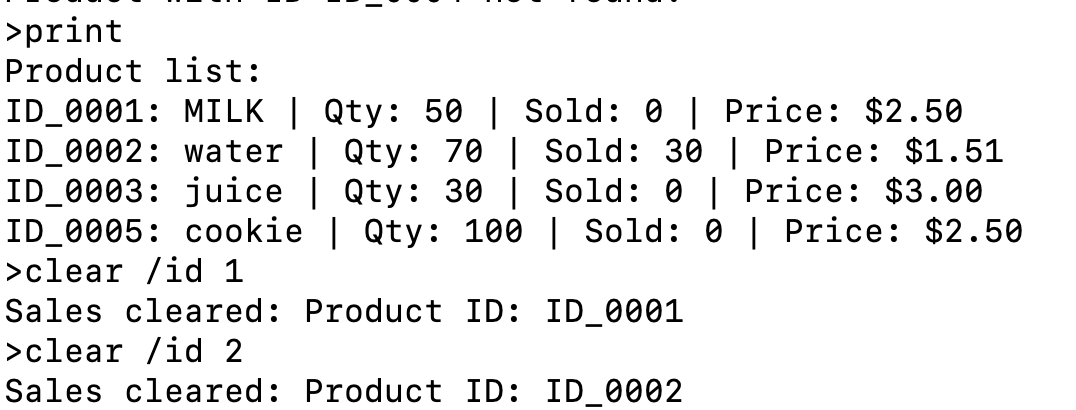 >print
Product list:
ID_0001: MILK | Qty: 50 | Sold: 0 | Price: $2.50
ID_0002: water | Qty: 70 | Sold: 30 | Price: $1.51
ID_0003: juice | Qty: 30 | Sold: 0 | Price: $3.00
ID_0005: cookie | Qty: 100 | Sold: 0 | Price: $2.50
>clear /id 1
Sales cleared: Product ID: ID_0001
>clear /id 2
Sales cleared: Product ID: ID_0002